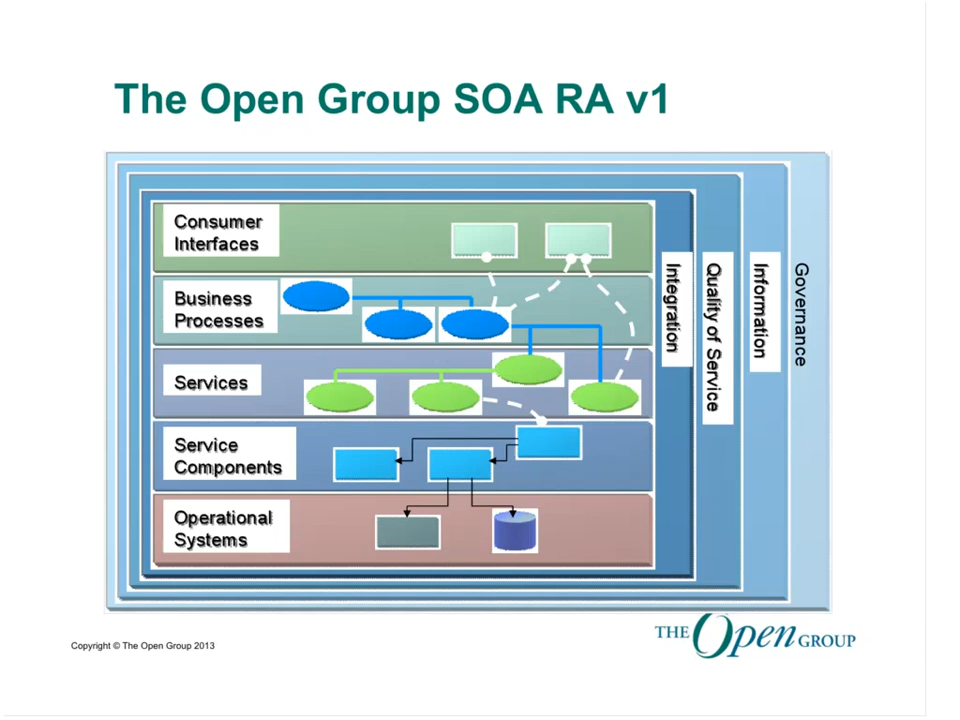 The Open Group SOA RA v1
Consumer
Interfaces
Business
Processes
Services
Service
Components
Operational
Systems
Integration
Quality of Service
Information
Governance
Copyright © The Open Group 2013
THE Open GROUP